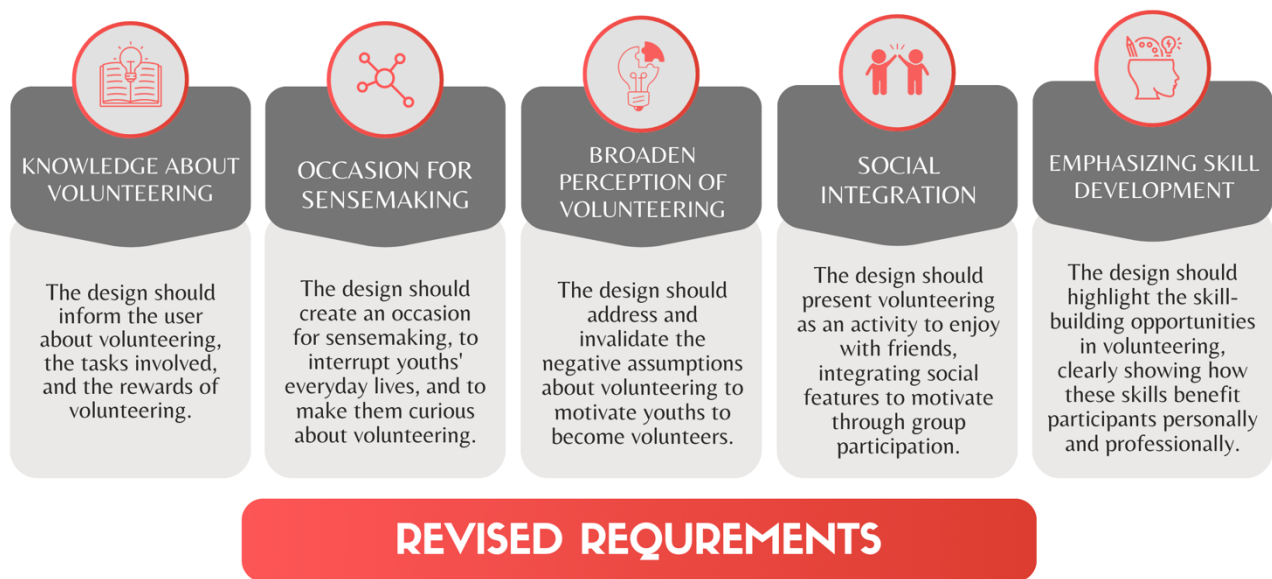 KNOWLEDGE ABOUT
VOLUNTEERING
The design should
inform the user
about volunteering,
the tasks involved,
and the rewards of
volunteering.
OCCASION FOR
SENSEMAKING
The design should
create an occasion
for sensemaking, to
interrupt youths'
everyday lives, and to
make them curious
about volunteering.
BROADEN
PERCEPTION OF
VOLUNTEERING
The design should
address and
invalidate the
negative assumptions
about volunteering to
motivate youths to
become volunteers.
SOCIAL
INTEGRATION
The design should
present volunteering
as an activity to enjoy
with friends,
integrating social
features to motivate
through group
participation.
EMPHASIZING SKILL
DEVELOPMENT
The design should
highlight the skill-
building opportunities
in volunteering,
clearly showing how
these skills benefit
participants personally
and professionally.
REVISED REQUREMENTS